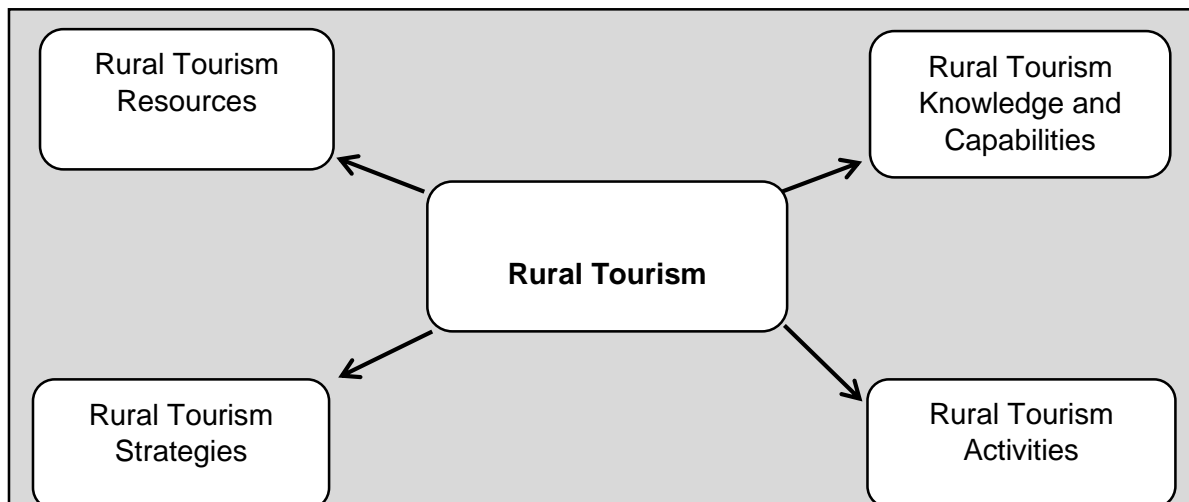 Rural Tourism
Resources
Rural Tourism
Knowledge and
Capabilities
Rural Tourism
Rural Tourism
Strategies
Rural Tourism
Activities